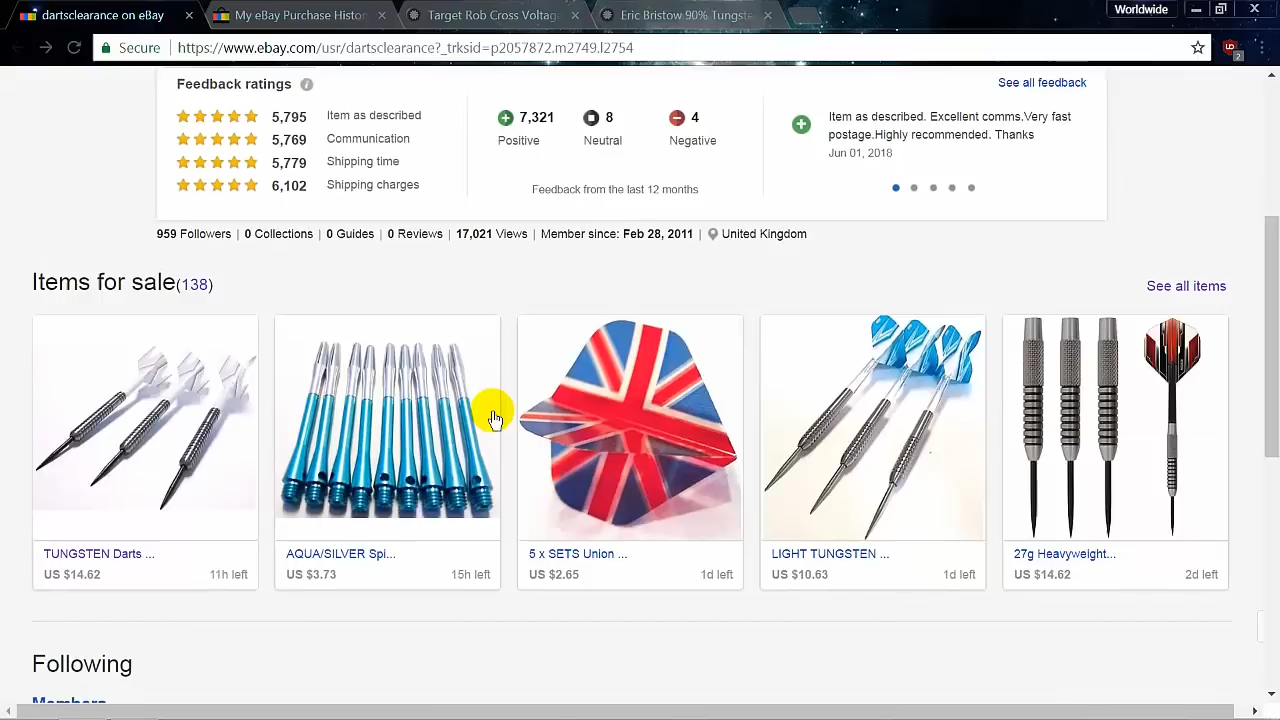 dartsclearance on eBay
My eBay Purchase Histor
Target Rob Cross Voltage
Eric Bristow 90% Tungste
Worldwide
Secure
https://www.ebay.com/usr/dartsclearance?_trksid=p2057872.m2749.l2754
2
Feedback ratings
See all feedback
5,795 Item as described
5,769 Communication
5,779 Shipping time
6,102 Shipping charges
7,321 Positive
8 Neutral
4 Negative
Feedback from the last 12 months
Item as described. Excellent comms.Very fast
postage.Highly recommended. Thanks
Jun 01, 2018
959 Followers | 0 Collections | 0 Guides | 0 Reviews | 17,021 Views | Member since: Feb 28, 2011 | United Kingdom
Items for sale(138)
See all items
TUNGSTEN Darts ...
US $14.62 11h left
AQUA/SILVER Spi...
US $3.73 15h left
5 x SETS Union ...
US $2.65 1d left
LIGHT TUNGSTEN ...
US $10.63 1d left
27g Heavyweight...
US $14.62 2d left
Following
Members